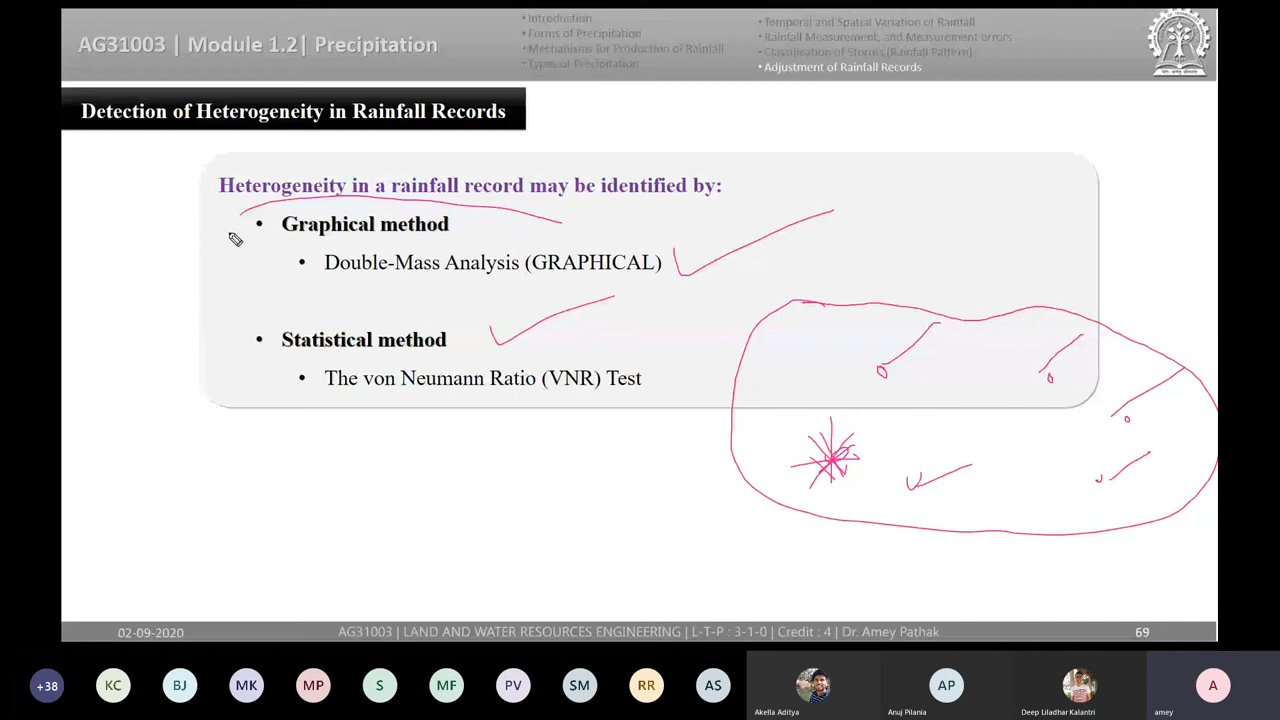 AG31003 | Module 1.2| Precipitation
•Introduction
•Forms of Precipitation
•Mechanisms for Production of Rainfall
•Types of Precipitation
•Temporal and Spatial Variation of Rainfall
•Rainfall Measurement, and Measurement errors
•Classification of Storms (Rainfall Pattern)
•Adjustment of Rainfall Records
Detection of Heterogeneity in Rainfall Records
Heterogeneity in a rainfall record may be identified by:
• Graphical method
• Double-Mass Analysis (GRAPHICAL)
• Statistical method
• The von Neumann Ratio (VNR) Test
02-09-2020
AG31003 | LAND AND WATER RESOURCES ENGINEERING | L-T-P : 3-1-0 | Credit : 4 | Dr. Amey Pathak
69
+38 KC BJ MK MP S MF PV SM RR AS AP A
Akella Aditya Anuj Pilania Deep Liladhar Kalantri amey